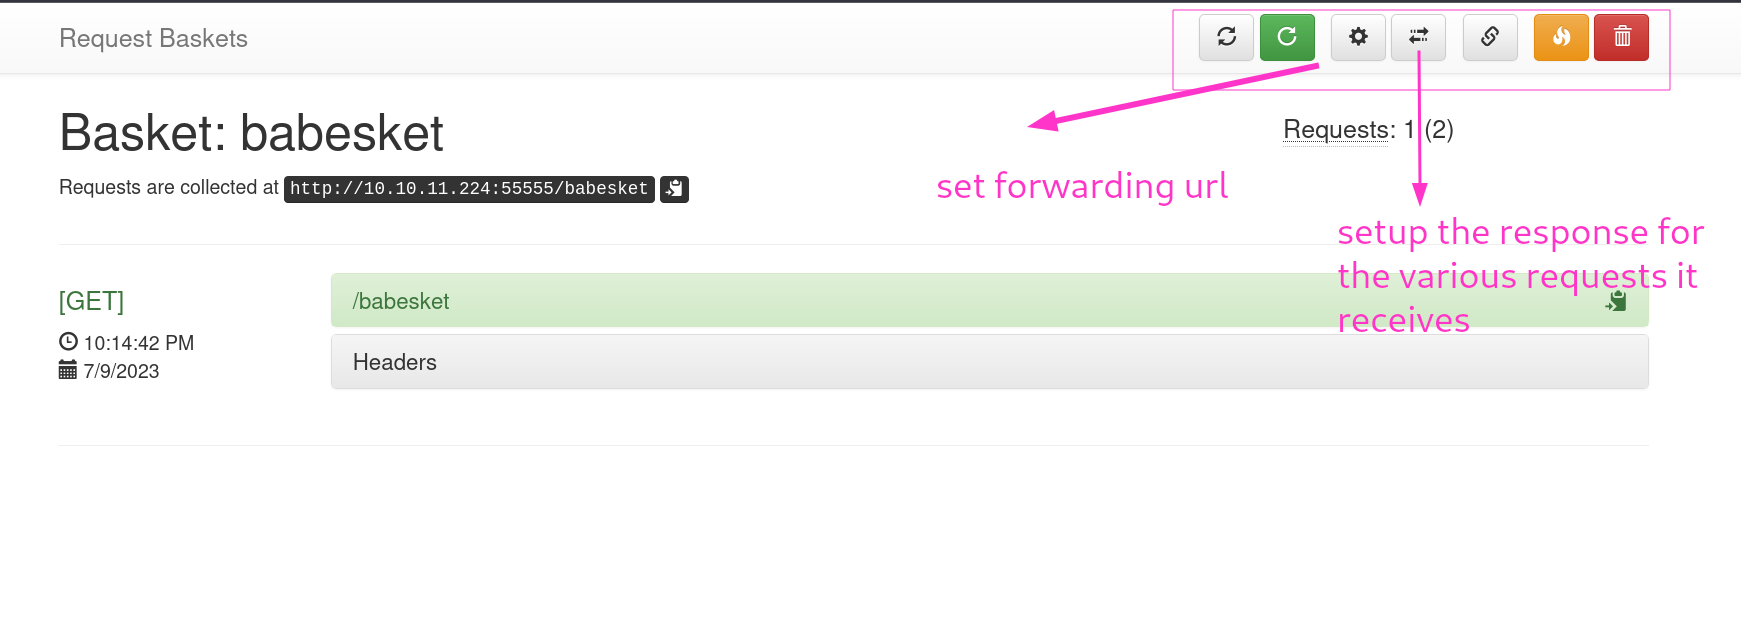 Request Baskets
Basket: babesket
Requests: 1 (2)
Requests are collected at http://10.10.11.224:55555/babesket
set forwarding url
setup the response for
the various requests it
receives
[GET]
/babesket
10:14:42 PM
7/9/2023
Headers